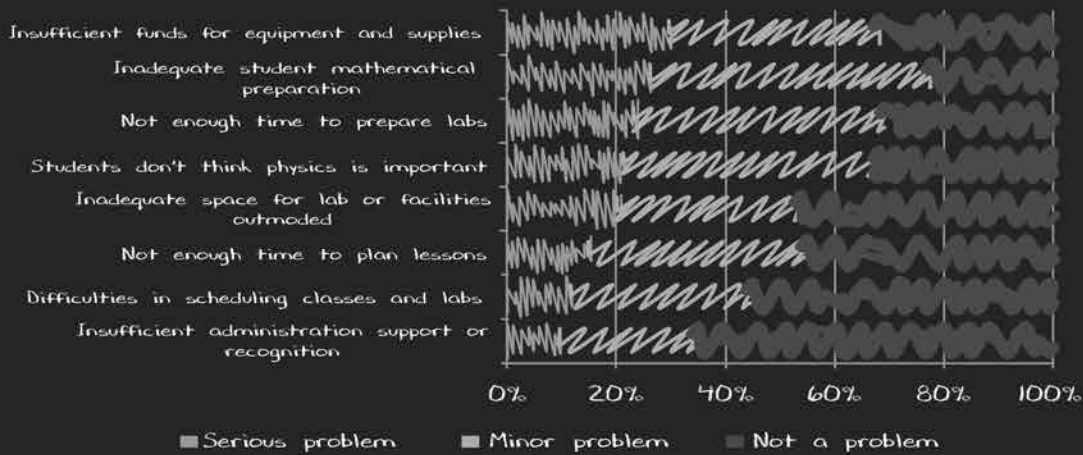 Insufficient funds for equipment and supplies
Inadequate student mathematical
preparation
Not enough time to prepare labs
Students don't think physics is important
Inadequate space for lab or facilities
outmoded
Not enough time to plan lessons
Difficulties in scheduling classes and labs
Insufficient administration support or
recognition
0% 20% 40% 60% 80% 100%
Serious problem Minor problem Not a problem